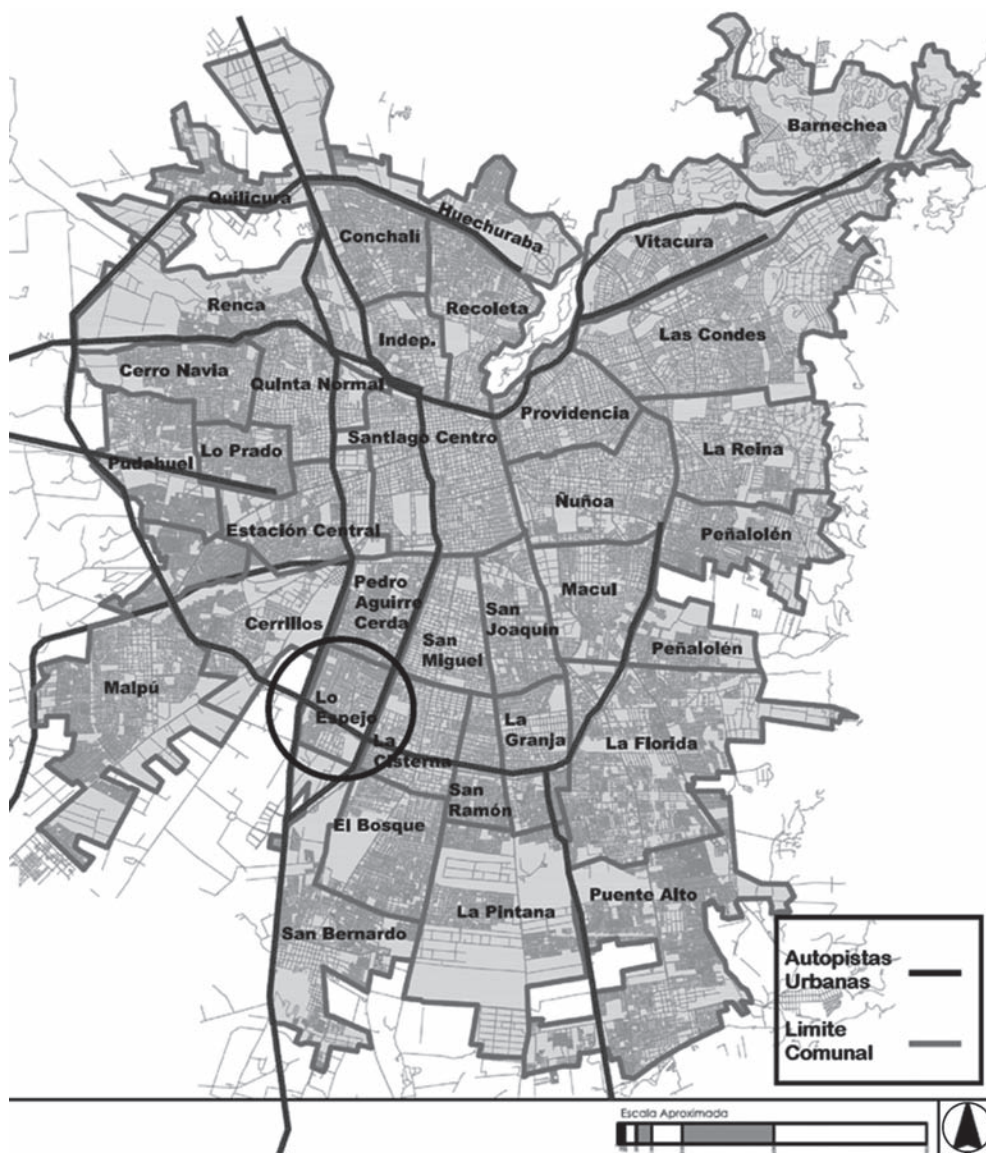 Barnechea
Quilicura
Huechuraba
Conchalí
Vitacura
Renca
Recoleta
Las Condes
Indep.
Cerro Navia
Quinta Normal
Providencia
Santiago Centro
Lo Prado
La Reina
Pudahuel
Ñuñoa
Estación Central
Peñalolén
Pedro
Aguirre
Cerda
Macul
San
Joaquín
Cerrillos
San
Miguel
Peñalolén
Maipú
Lo
Espejo
La
Granja
La
Cisterna
La Florida
San
Ramón
El Bosque
Puente Alto
La Pintana
San Bernardo
Autopistas
Urbanas
Limite
Comunal
Escala Aproximada